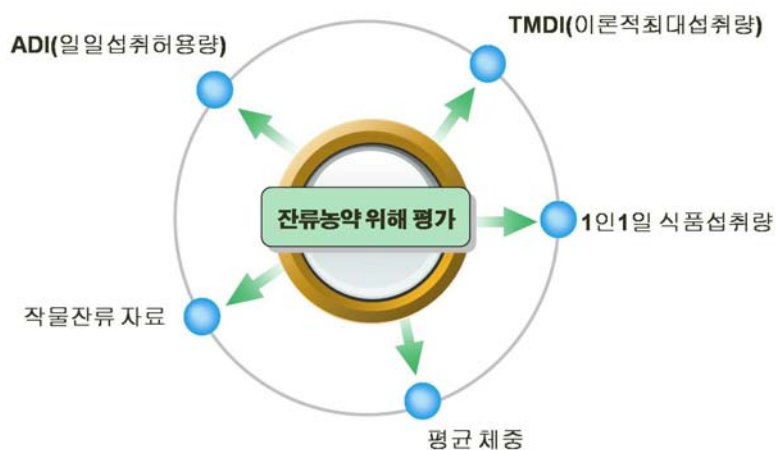 ADI(일일섭취허용량)
TMDI(이론적최대섭취량)
잔류농약 위해 평가
1인1일 식품섭취량
작물잔류 자료
평균 체중